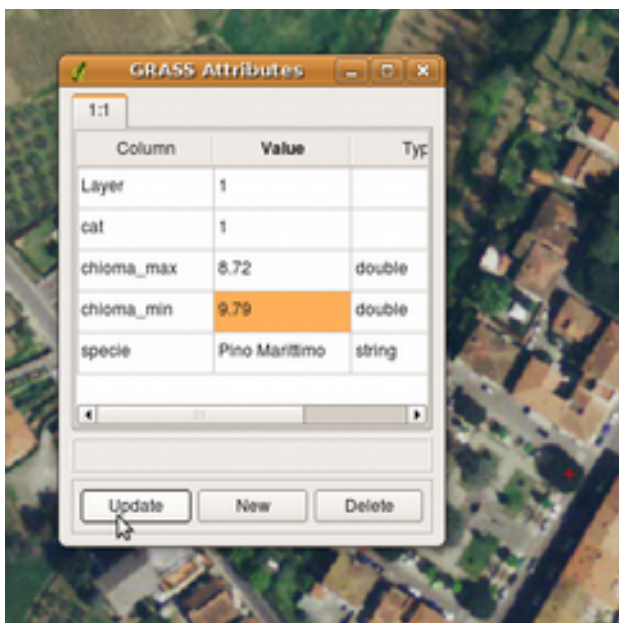 GRASS Attributes
1:1
Column Value Typ
Layer 1
cat 1
chioma_max 8.72 double
chioma_min 9.79 double
specie Pino Marittimo string
Update New Delete